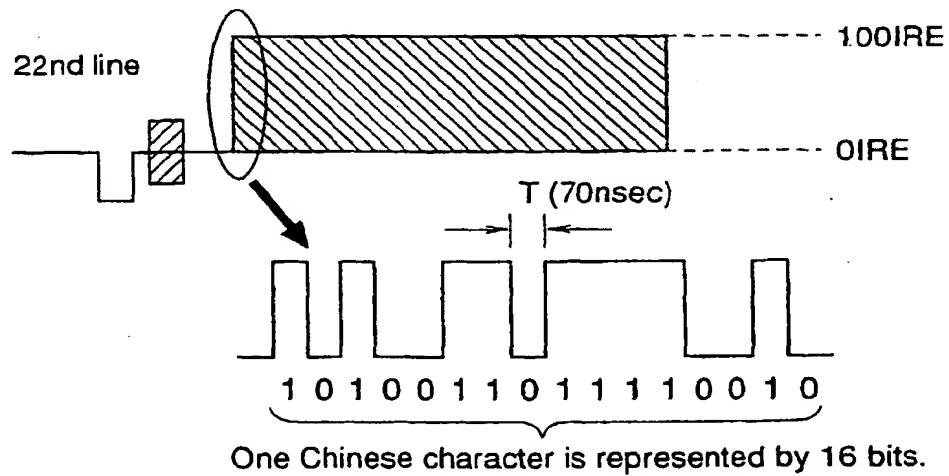 100IRE
22nd line
0IRE
T (70nsec)
1 0 1 0 0 1 1 0 1 1 1 1 0 0 1 0
One Chinese character is represented by 16 bits.